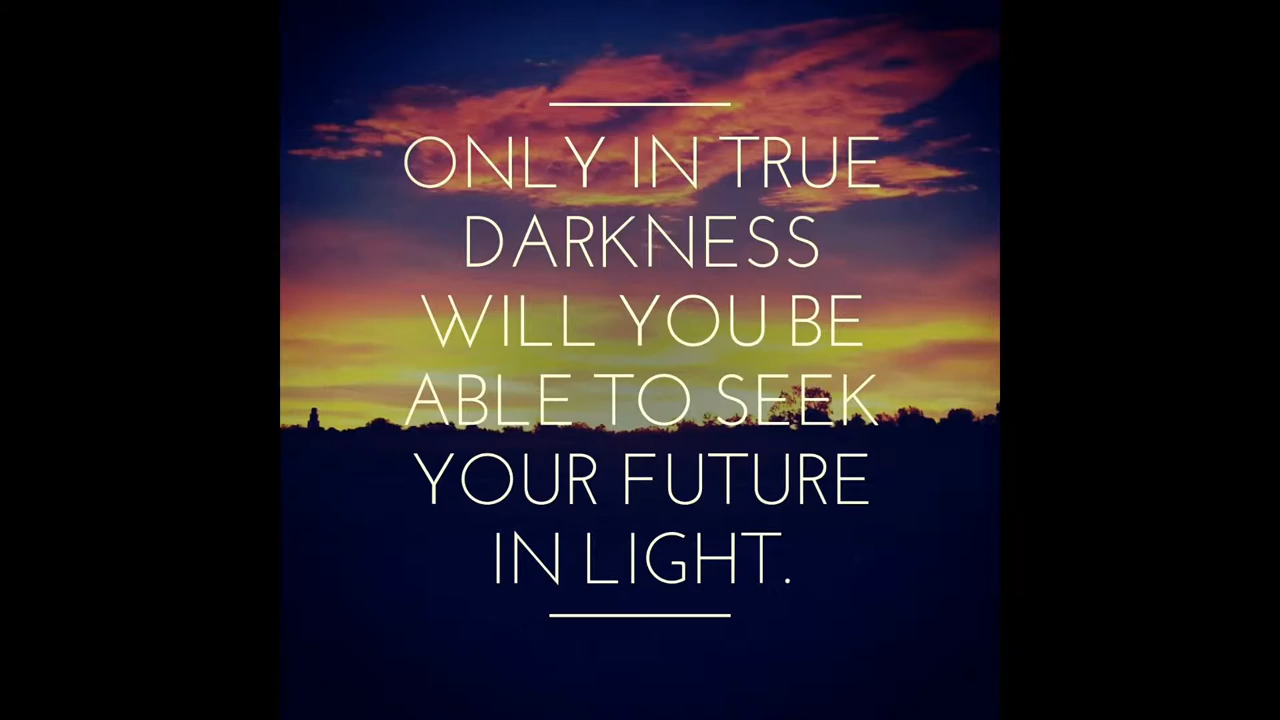 ONLY IN TRUE
DARKNESS
WILL YOU BE
ABLE TO SEEK
YOUR FUTURE
IN LIGHT.